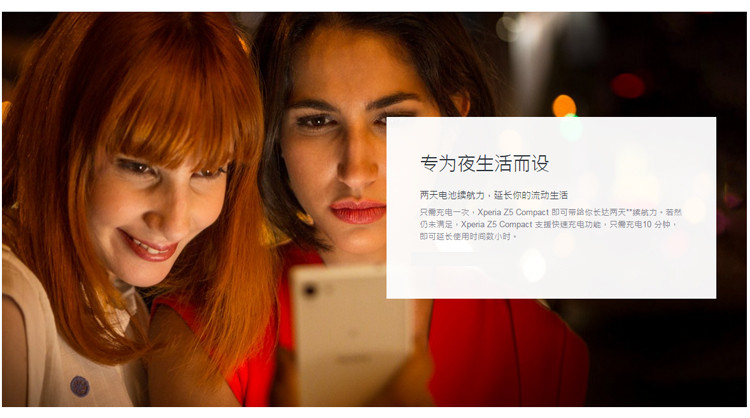 专为夜生活而设
两天电池续航力，延长你的流动生活
只需充电一次，Xperia Z5 Compact 即可带给你长达两天**续航力。若然
仍未满足，Xperia Z5 Compact 支援快速充电功能，只需充电10 分钟，
即可延长使用时间数小时。